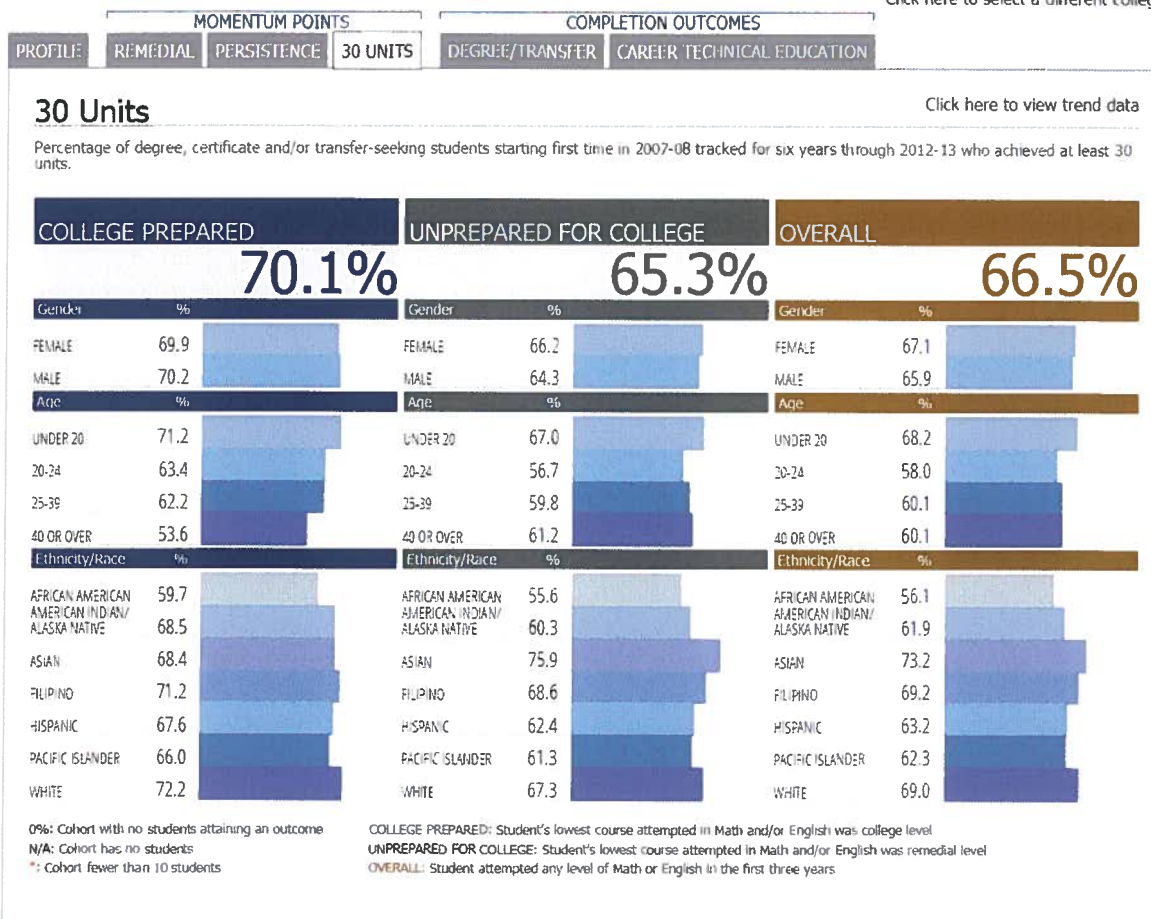 Click here to select a different colleg
MOMENTUM POINTS COMPLETION OUTCOMES
PROFILE REMEDIAL PERSISTENCE 30 UNITS DEGREE/TRANSFER CAREER TECHNICAL EDUCATION
30 Units Click here to view trend data
Percentage of degree, certificate and/or transfer-seeking students starting first time in 2007-08 tracked for six years through 2012-13 who achieved at least 30
units.
COLLEGE PREPARED UNPREPARED FOR COLLEGE OVERALL
70.1% 65.3% 66.5%
Gender % Gender % Gender %
FEMALE 69.9 FEMALE 66.2 FEMALE 67.1
MALE 70.2 MALE 64.3 MALE 65.9
Age % Age % Age %
UNDER 20 71.2 UNDER 20 67.0 UNDER 20 68.2
20-24 63.4 20-24 56.7 20-24 58.0
25-39 62.2 25-39 59.8 25-39 60.1
40 OR OVER 53.6 40 OR OVER 61.2 40 OR OVER 60.1
Ethnicity/Race % Ethnicity/Race % Ethnicity/Race %
AFRICAN AMERICAN 59.7 AFRICAN AMERICAN 55.6 AFRICAN AMERICAN 56.1
AMERICAN INDIAN/ AMERICAN INDIAN/ AMERICAN INDIAN/
ALASKA NATIVE 68.5 ALASKA NATIVE 60.3 ALASKA NATIVE 61.9
ASIAN 68.4 ASIAN 75.9 ASIAN 73.2
FILIPINO 71.2 FILIPINO 68.6 FILIPINO 69.2
HISPANIC 67.6 HISPANIC 62.4 HISPANIC 63.2
PACIFIC ISLANDER 66.0 PACIFIC ISLANDER 61.3 PACIFIC ISLANDER 62.3
WHITE 72.2 WHITE 67.3 WHITE 69.0
0%: Cohort with no students attaining an outcome COLLEGE PREPARED: Student's lowest course attempted in Math and/or English was college level
N/A: Cohort has no students UNPREPARED FOR COLLEGE: Student's lowest course attempted in Math and/or English was remedial level
*: Cohort fewer than 10 students OVERALL: Student attempted any level of Math or English in the first three years